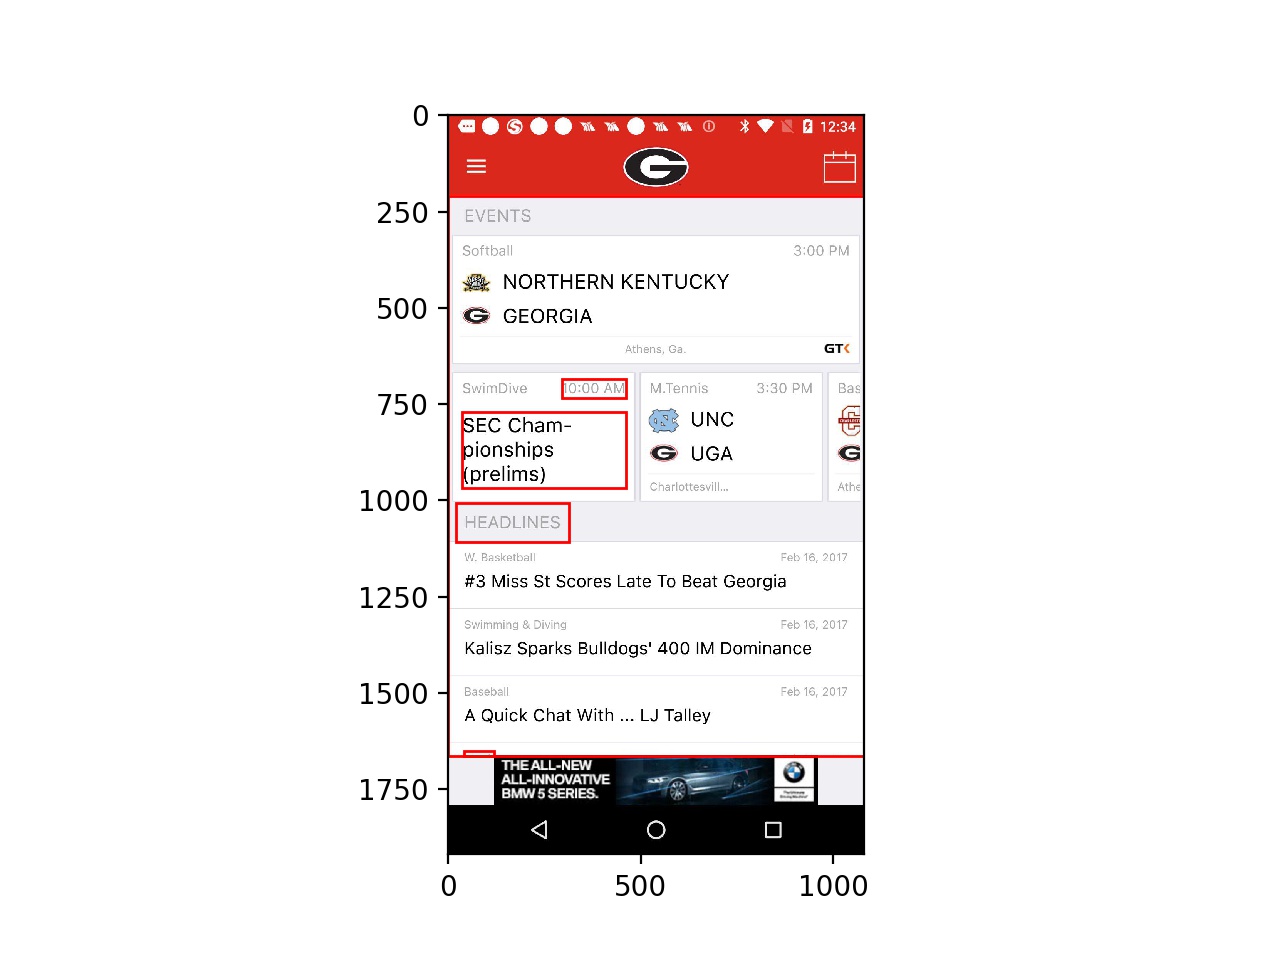 0
250
500
750
1000
1250
1500
1750
0
500
1000
12:34
G
EVENTS
Softball 3:00 PM
NORTHERN KENTUCKY
G GEORGIA
Athens, Ga. GTK
SwimDive 10:00 AM
SEC Cham-
pionships
(prelims)
M.Tennis 3:30 PM
UNC
G UGA
Charlottesvill...
Bas
C
G
Athe
HEADLINES
W. Basketball Feb 16, 2017
#3 Miss St Scores Late To Beat Georgia
Swimming & Diving Feb 16, 2017
Kalisz Sparks Bulldogs' 400 IM Dominance
Baseball Feb 16, 2017
A Quick Chat With ... LJ Talley
THE ALL-NEW
ALL-INNOVATIVE
BMW 5 SERIES.